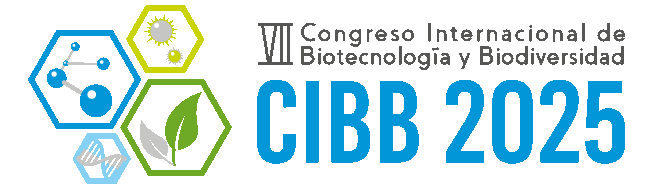 VII Congreso Internacional de
Biotecnología y Biodiversidad
CIBB 2025